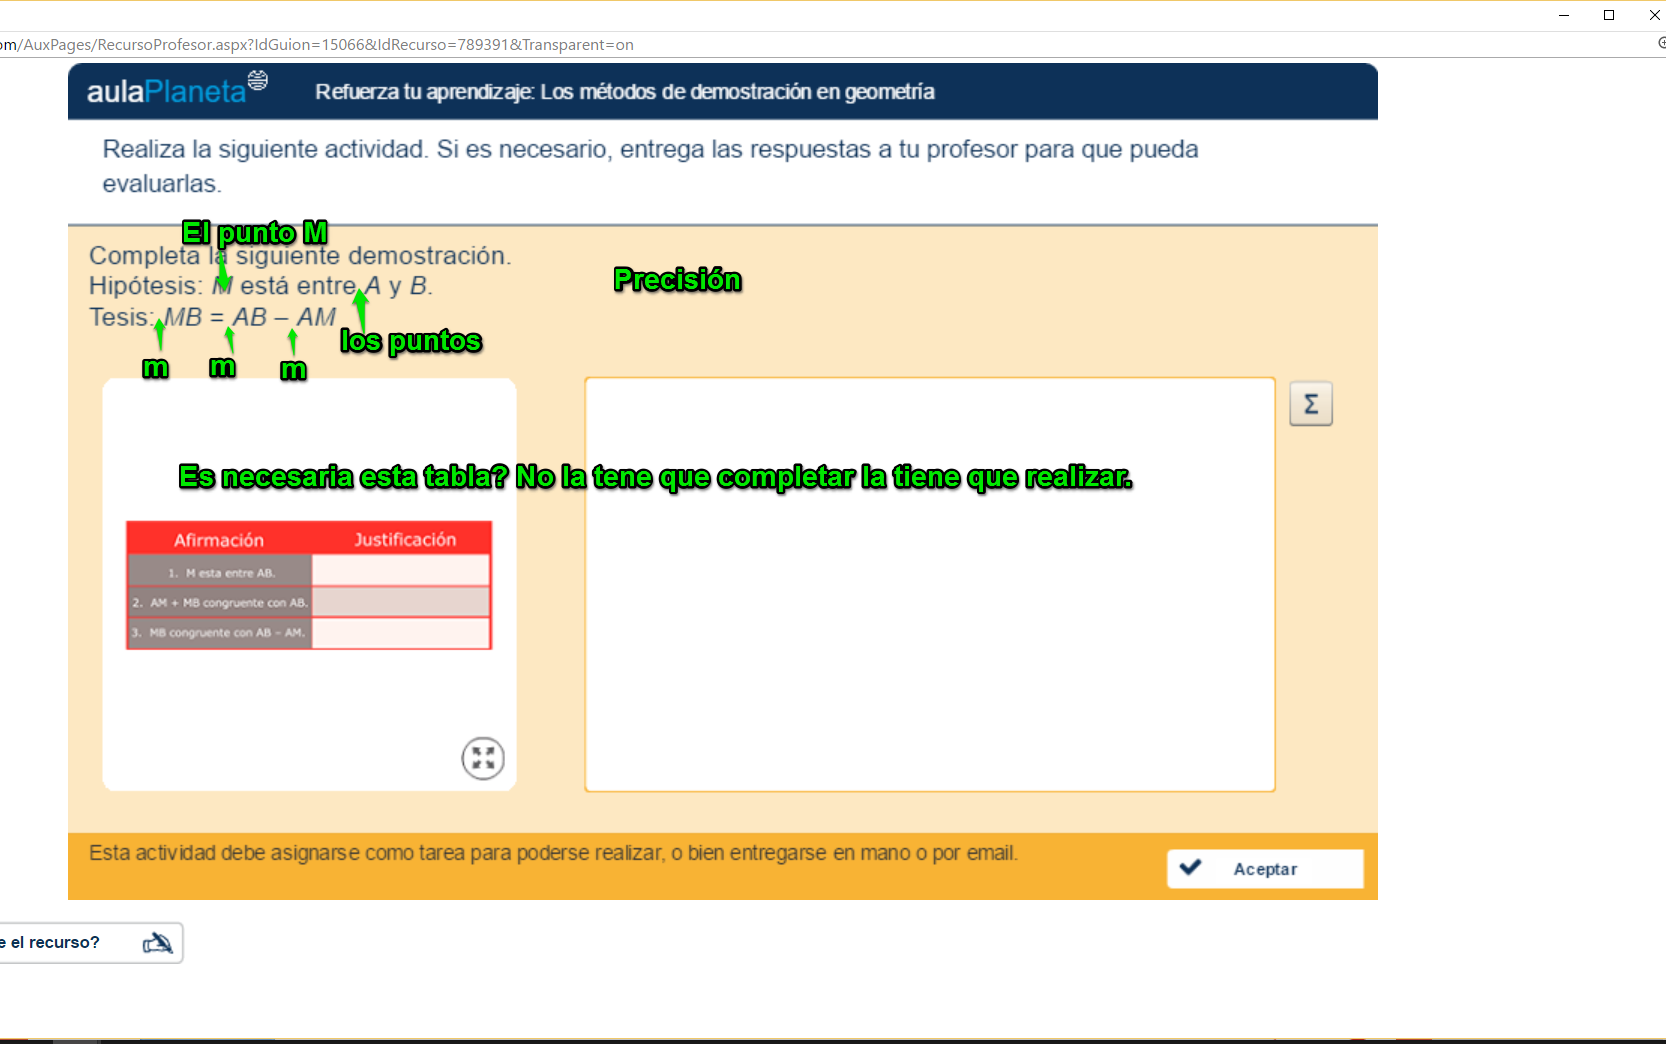 om/AuxPages/RecursoProfesor.aspx?IdGuion=15066&IdRecurso=789391&Transparent=on
aulaPlaneta
Refuerza tu aprendizaje: Los métodos de demostración en geometría
Realiza la siguiente actividad. Si es necesario, entrega las respuestas a tu profesor para que pueda
evaluarlas.
El punto M
Completa la siguiente demostración.
Hipótesis: M está entre A y B.
Precisión
Tesis: MB = AB – AM
los puntos
m m m
Σ
Es necesaria esta tabla? No la tene que completar la tiene que realizar.
Afirmación Justificación
1. M esta entre AB.
2. AM + MB congruente con AB.
3. MB congruente con AB – AM.
Esta actividad debe asignarse como tarea para poderse realizar, o bien entregarse en mano o por email.
Aceptar
e el recurso?